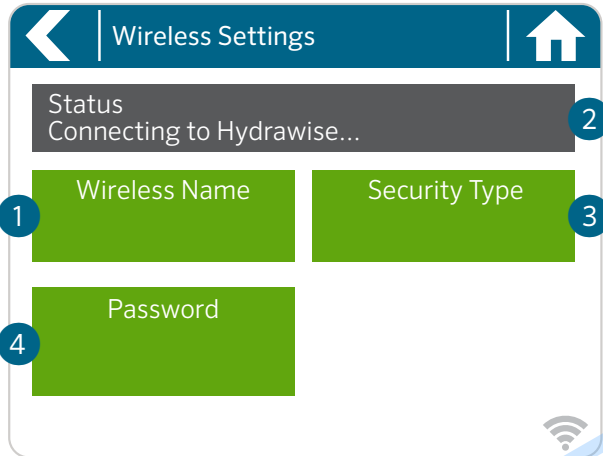 Wireless Settings
Status
Connecting to Hydrawise...
2
Wireless Name
Security Type
1
3
Password
4